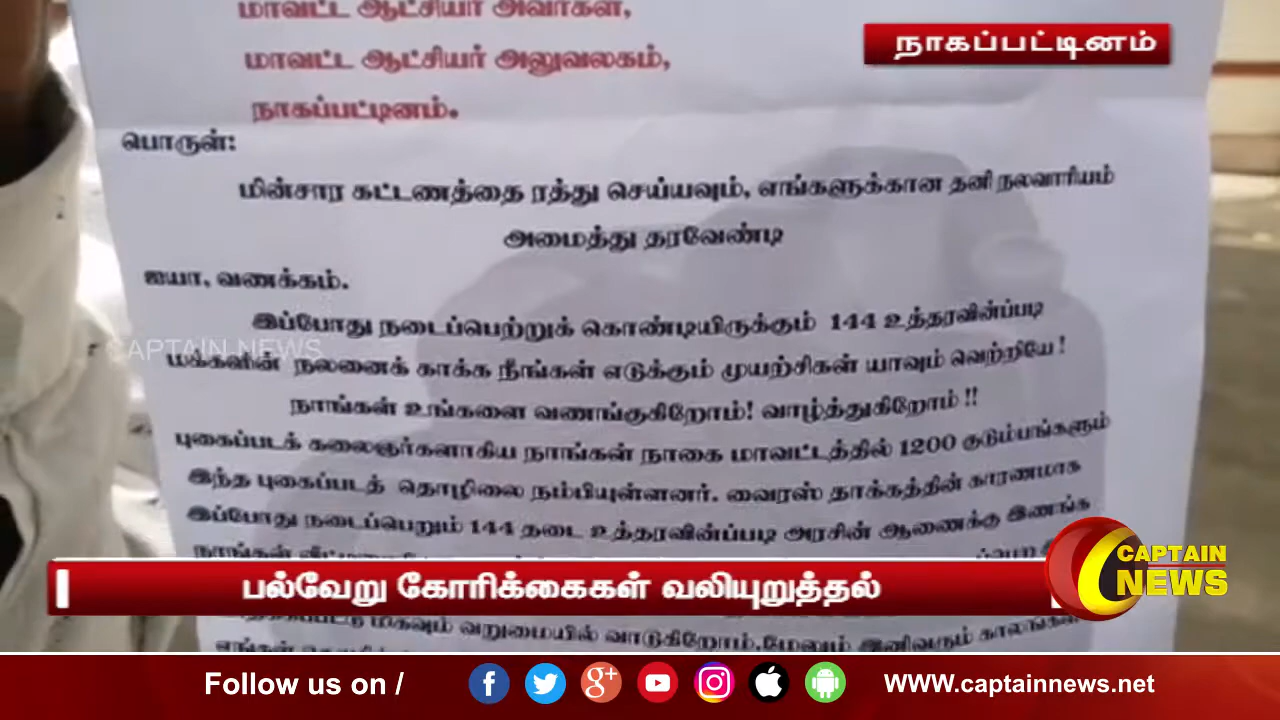 மாவட்ட ஆட்சியர் அவர்கள்,
நாகப்பட்டினம்
மாவட்ட ஆட்சியர் அலுவலகம்,
நாகப்பட்டினம்.
பொருள்:
மின்சார கட்டணத்தை ரத்து செய்யவும், எங்களுக்கான தனி நலவாரியம்
அமைத்து தரவேண்டி
ஐயா, வணக்கம்.
இப்போது நடைப்பெற்றுக் கொண்டியிருக்கும் 144 உத்தரவின்ப்படி
CAPTAIN NEWS
மக்களின் நலனைக் காக்க நீங்கள் எடுக்கும் முயற்சிகள் யாவும் வெற்றியே!
நாங்கள் உங்களை வணங்குகிறோம்! வாழ்த்துகிறோம்!!
புகைப்படக் கலைஞர்களாகிய நாங்கள் நாகை மாவட்டத்தில் 1200 குடும்பங்களும்
இந்த புகைப்படத் தொழிலை நம்பியுள்ளனர். வைரஸ் தாக்கத்தின் காரணமாக
இப்போது நடைப்பெறும் 144 தடை உத்தரவின்ப்படி அரசின் ஆணைக்கு இணங்க
நாங்கள்
பல்வேறு கோரிக்கைகள் வலியுறுத்தல்
CAPTAIN
NEWS
மிகவும் வறுமையில் வாடுகிறோம்.மேலும் இனிவரும்
எங்கள்
Follow us on /
WWW.captainnews.net